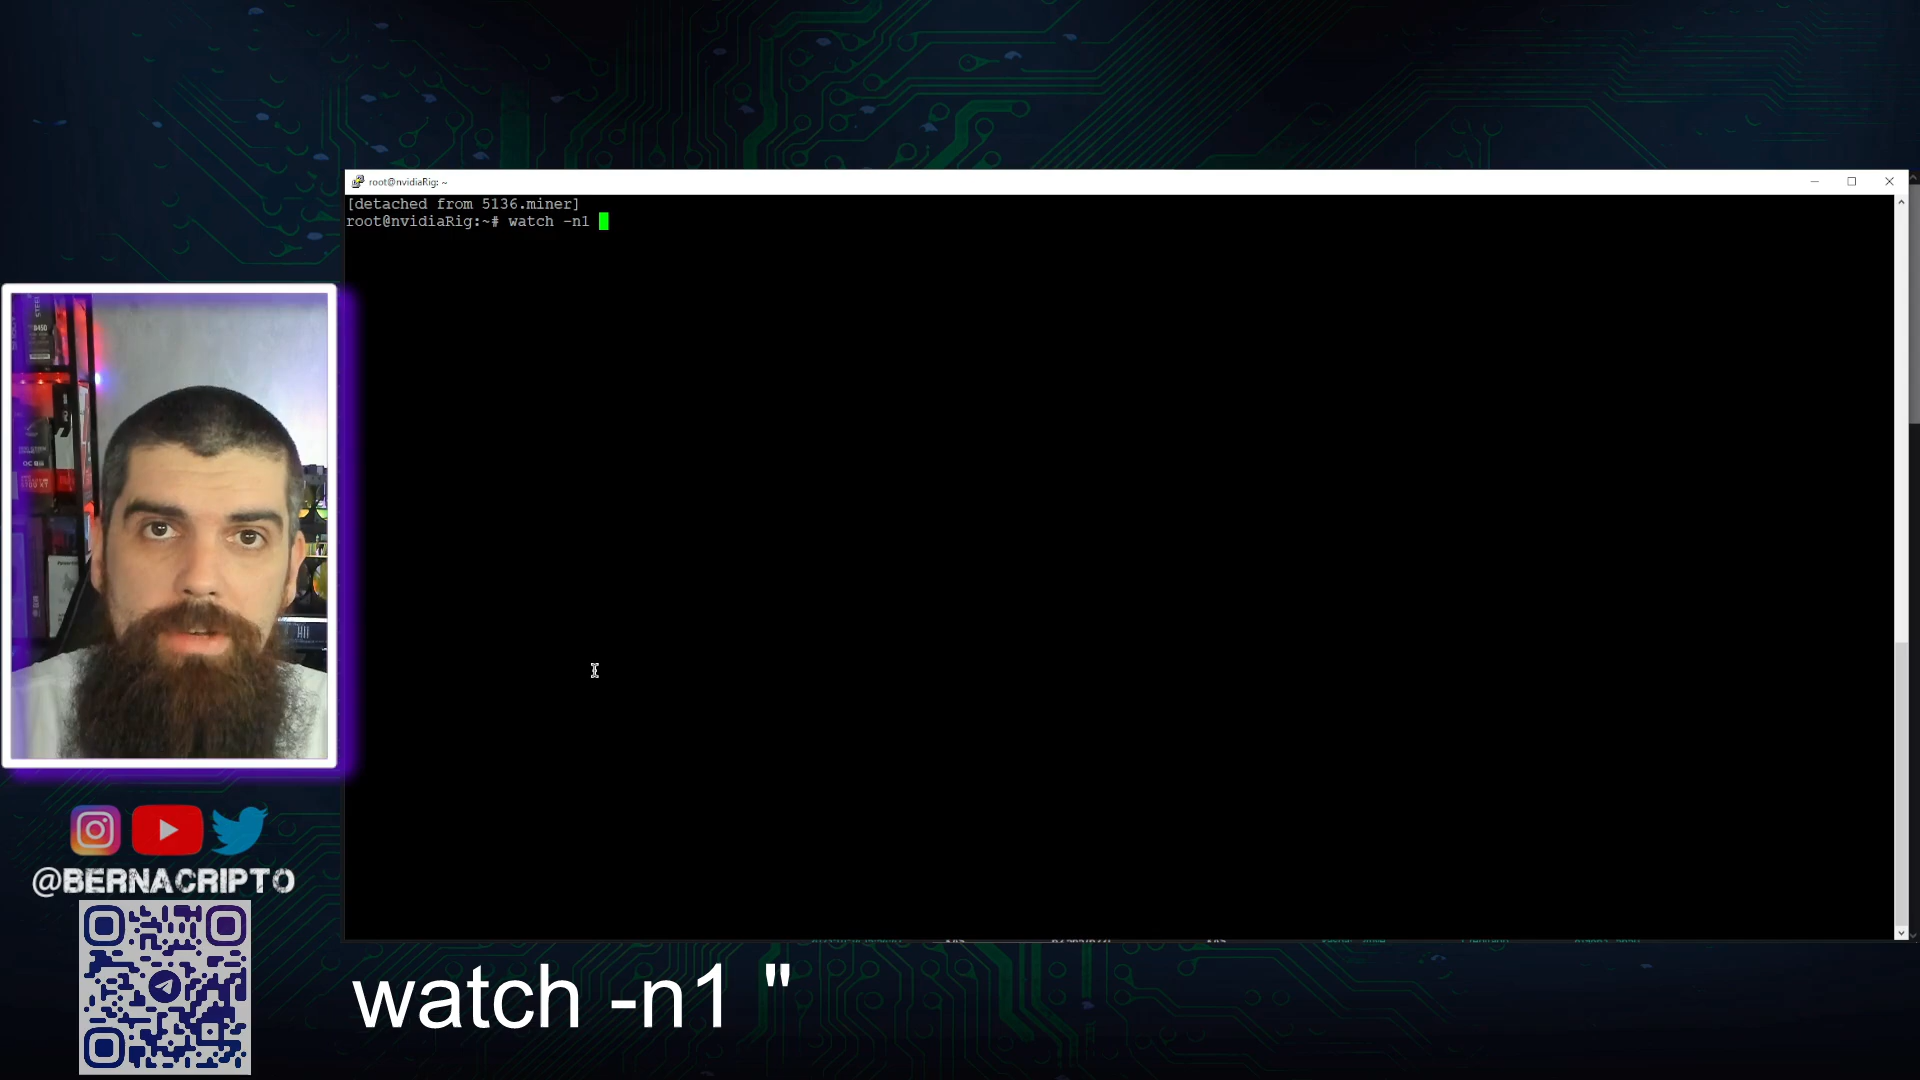 root@nvidiaRig: ~
[detached from 5136.miner]
root@nvidiaRig:~# watch -n1
@BERNACRIPTO
watch -n1 "